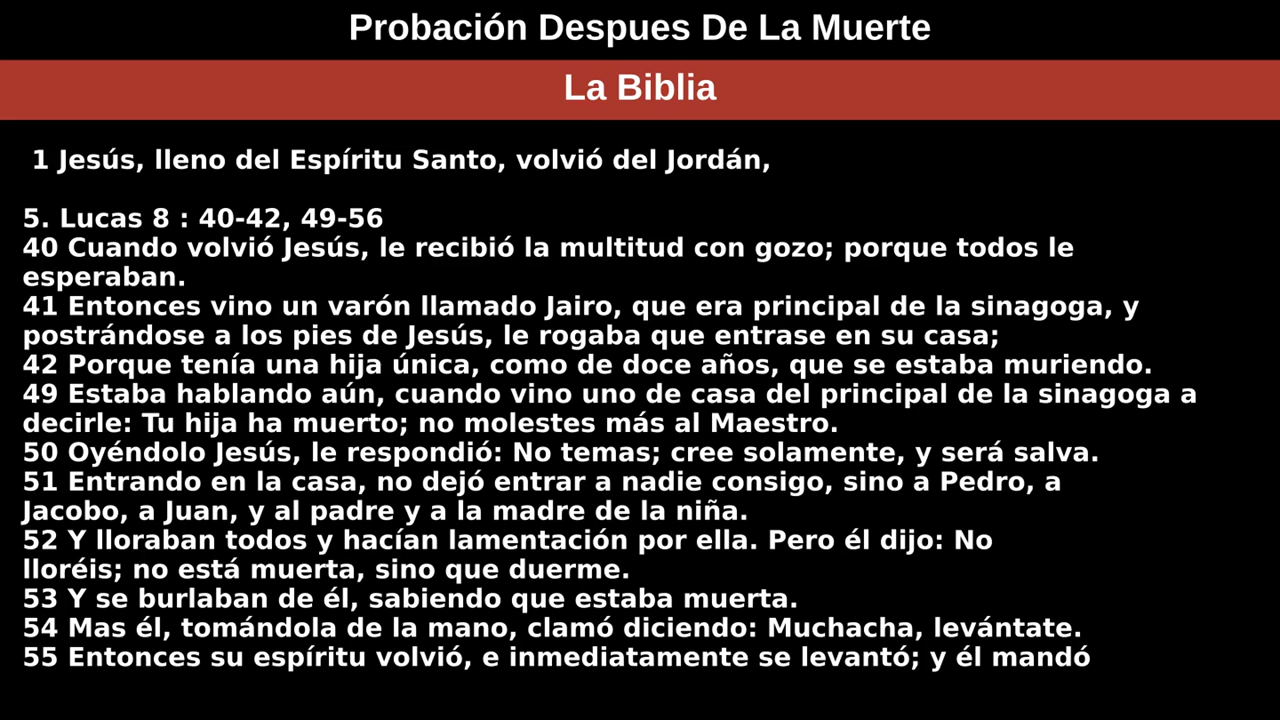 Probación Despues De La Muerte
La Biblia
1 Jesús, lleno del Espíritu Santo, volvió del Jordán,
5. Lucas 8 : 40-42, 49-56
40 Cuando volvió Jesús, le recibió la multitud con gozo; porque todos le
esperaban.
41 Entonces vino un varón llamado Jairo, que era principal de la sinagoga, y
postrándose a los pies de Jesús, le rogaba que entrase en su casa;
42 Porque tenía una hija única, como de doce años, que se estaba muriendo.
49 Estaba hablando aún, cuando vino uno de casa del principal de la sinagoga a
decirle: Tu hija ha muerto; no molestes más al Maestro.
50 Oyéndolo Jesús, le respondió: No temas; cree solamente, y será salva.
51 Entrando en la casa, no dejó entrar a nadie consigo, sino a Pedro, a
Jacobo, a Juan, y al padre y a la madre de la niña.
52 Y lloraban todos y hacían lamentación por ella. Pero él dijo: No
lloréis; no está muerta, sino que duerme.
53 Y se burlaban de él, sabiendo que estaba muerta.
54 Mas él, tomándola de la mano, clamó diciendo: Muchacha, levántate.
55 Entonces su espíritu volvió, e inmediatamente se levantó; y él mandó